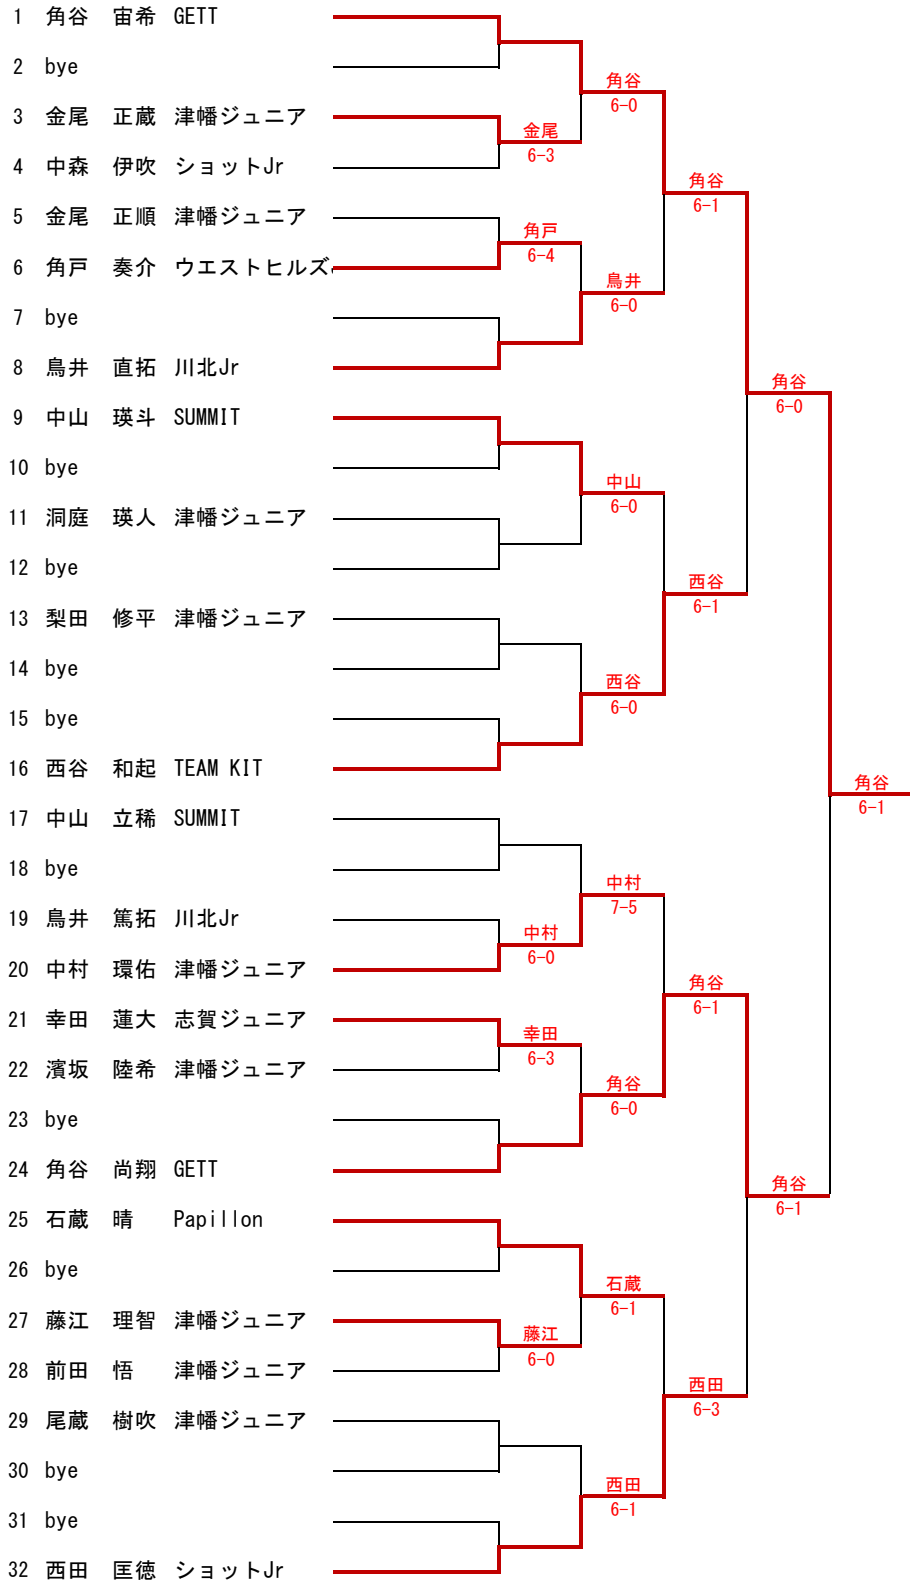 1 角谷 宙希 GETT
2 bye
角谷
6-0
3 金尾 正蔵 津幡ジュニア
金尾
6-3
4 中森 伊吹 ショットJr
角谷
6-1
5 金尾 正順 津幡ジュニア
角戸
6-4
6 角戸 奏介 ウエストヒルズ
鳥井
6-0
7 bye
8 鳥井 直拓 川北Jr
角谷
6-0
9 中山 瑛斗 SUMMIT
10 bye
中山
6-0
11 洞庭 瑛人 津幡ジュニア
12 bye
西谷
6-1
13 梨田 修平 津幡ジュニア
14 bye
西谷
6-0
15 bye
16 西谷 和起 TEAM KIT
角谷
6-1
17 中山 立稀 SUMMIT
18 bye
中村
7-5
19 鳥井 篤拓 川北Jr
中村
6-0
20 中村 環佑 津幡ジュニア
角谷
6-1
21 幸田 蓮大 志賀ジュニア
幸田
6-3
22 濱坂 陸希 津幡ジュニア
角谷
6-0
23 bye
24 角谷 尚翔 GETT
角谷
6-1
25 石蔵 晴 Papillon
26 bye
石蔵
6-1
27 藤江 理智 津幡ジュニア
藤江
6-0
28 前田 悟 津幡ジュニア
西田
6-3
29 尾蔵 樹吹 津幡ジュニア
30 bye
西田
6-1
31 bye
32 西田 匡徳 ショットJr